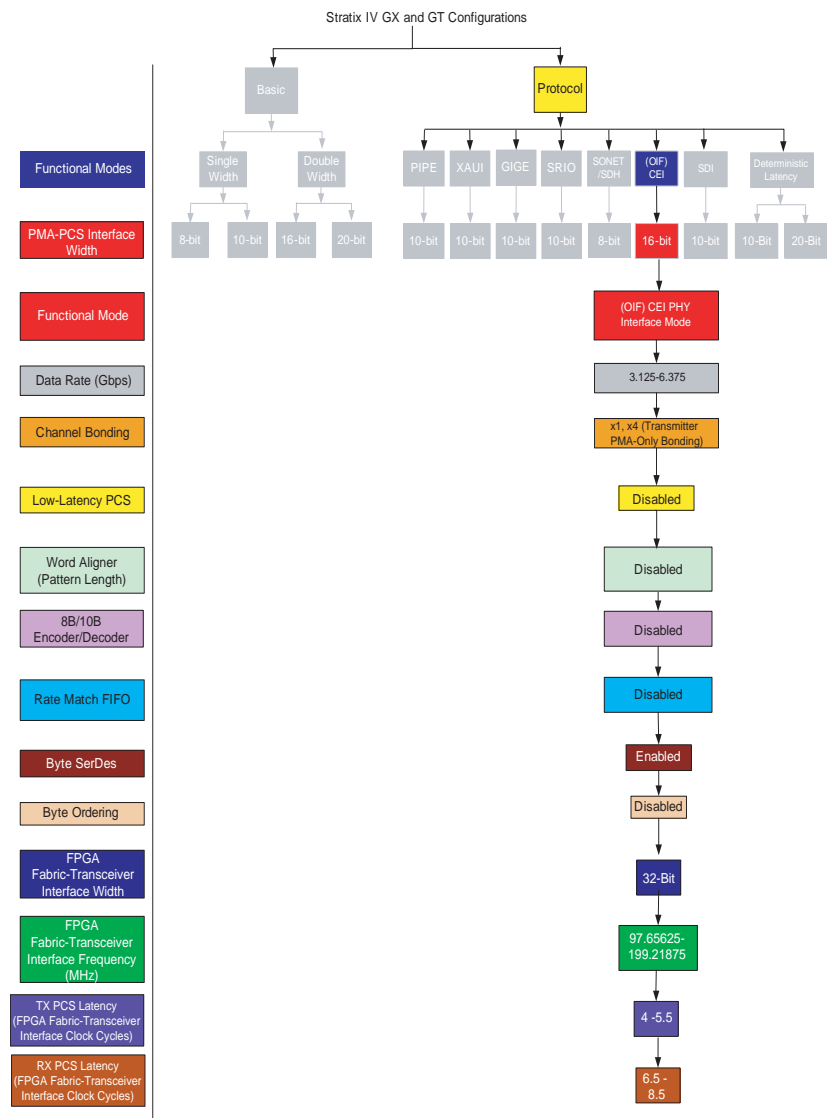 Stratix IV GX and GT Configurations
Basic
Protocol
Functional Modes
Single
Width
Double
Width
PIPE
XAUI
GIGE
SRIO
SONET
/SDH
(OIF)
CEI
SDI
Deterministic
Latency
PMA-PCS Interface
Width
8-bit
10-bit
16-bit
20-bit
10-bit
10-bit
10-bit
10-bit
8-bit
16-bit
10-bit
10-Bit
20-Bit
Functional Mode
(OIF) CEI PHY
Interface Mode
Data Rate (Gbps)
3.125-6.375
Channel Bonding
x1, x4 (Transmitter
PMA-Only Bonding)
Low-Latency PCS
Disabled
Word Aligner
(Pattern Length)
Disabled
8B/10B
Encoder/Decoder
Disabled
Rate Match FIFO
Disabled
Byte SerDes
Enabled
Byte Ordering
Disabled
FPGA
Fabric-Transceiver
Interface Width
32-Bit
FPGA
Fabric-Transceiver
Interface Frequency
(MHz)
97.65625-
199.21875
TX PCS Latency
(FPGA Fabric-Transceiver
Interface Clock Cycles)
4 -5.5
RX PCS Latency
(FPGA Fabric-Transceiver
Interface Clock Cycles)
6.5 -
8.5